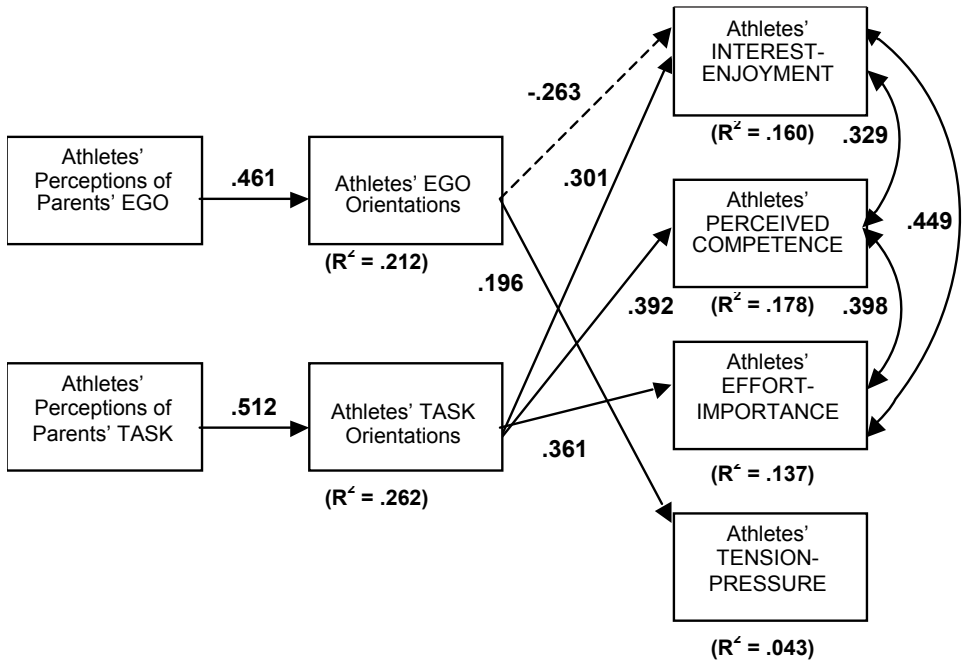 Athletes'
INTEREST-
ENJOYMENT
(R² = .160)
-.263
.329
Athletes'
Perceptions of
Parents' EGO
.461
Athletes' EGO
Orientations
(R² = .212)
.301
Athletes'
PERCEIVED
COMPETENCE
(R² = .178)
.449
.196
.392
.398
Athletes'
Perceptions of
Parents' TASK
.512
Athletes' TASK
Orientations
(R² = .262)
.361
Athletes'
EFFORT-
IMPORTANCE
(R² = .137)
Athletes'
TENSION-
PRESSURE
(R² = .043)